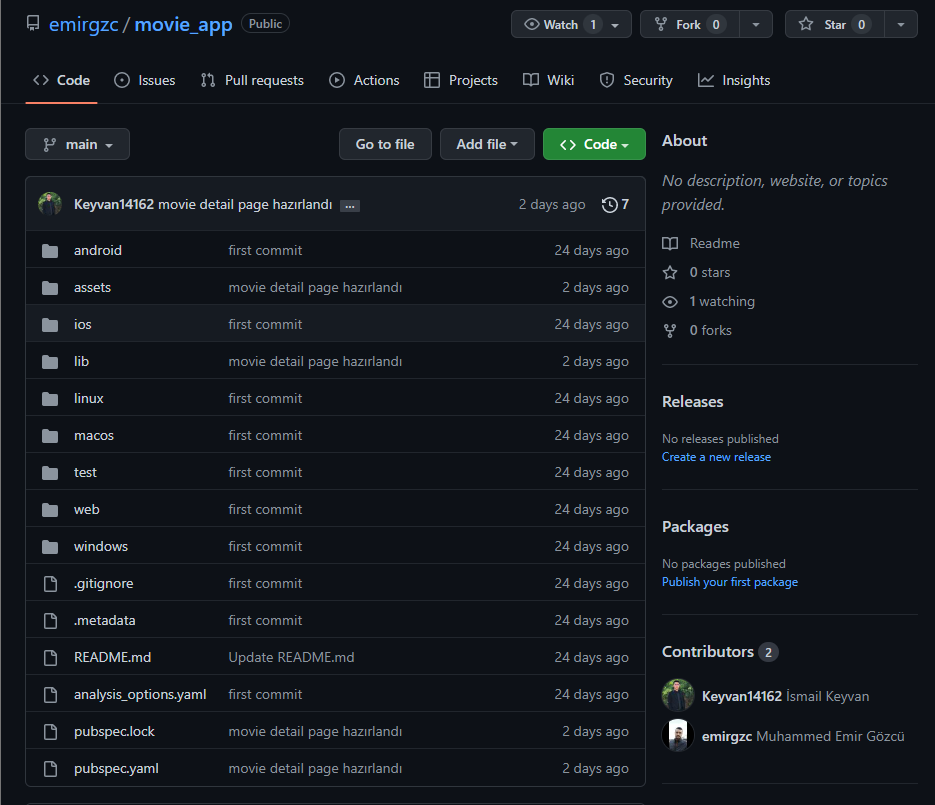 emirgzc / movie_app Public Watch 1 Fork 0 Star 0
Code Issues Pull requests Actions Projects Wiki Security Insights
main Go to file Add file Code
Keyvan14162 movie detail page hazırlandı ... 2 days ago 7
android first commit 24 days ago
assets movie detail page hazırlandı 2 days ago
ios first commit 24 days ago
lib movie detail page hazırlandı 2 days ago
linux first commit 24 days ago
macos first commit 24 days ago
test first commit 24 days ago
web first commit 24 days ago
windows first commit 24 days ago
.gitignore first commit 24 days ago
.metadata first commit 24 days ago
README.md Update README.md 24 days ago
analysis_options.yaml first commit 24 days ago
pubspec.lock movie detail page hazırlandı 2 days ago
pubspec.yaml movie detail page hazırlandı 2 days ago
About
No description, website, or topics
provided.
Readme
0 stars
1 watching
0 forks
Releases
No releases published
Create a new release
Packages
No packages published
Publish your first package
Contributors 2
Keyvan14162 İsmail Keyvan
emirgzc Muhammed Emir Gözcü